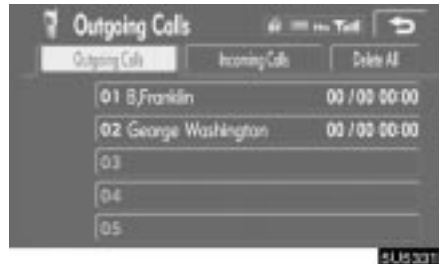 Outgoing Calls
Outgoing Calls Incoming Calls Delete All
01 B,Franklin 00/00 00:00
02 George Washington 00/00 00:00
03
04
05